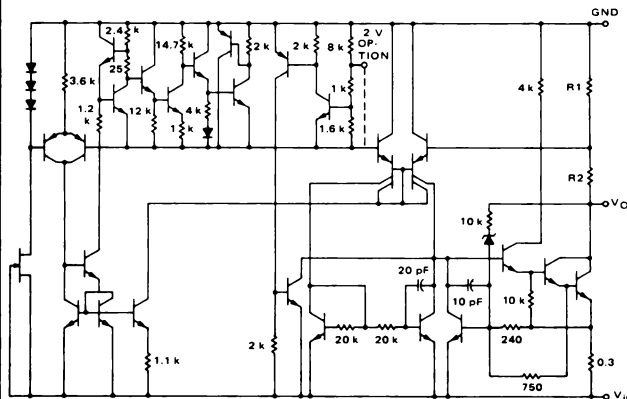 GND
2.4 k
14.7 k
2 k
2 k
8 k
2 V
OP-
TION
25
3.6 k
1 k
4 k
R1
1.2
k
12 k
1 k
4 k
1.6 k
R2
VO
10 k
20 pF
10 pF
10 k
1.1 k
2 k
20 k
20 k
240
0.3
750